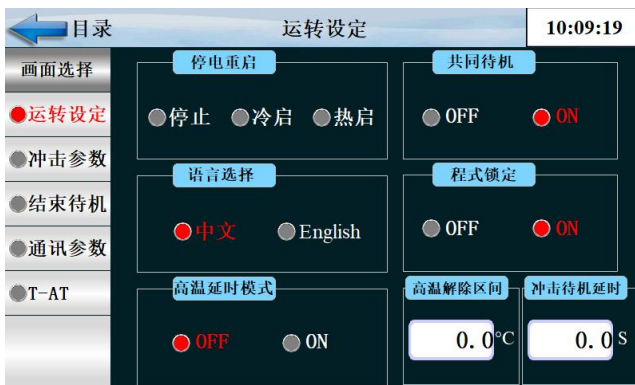 目录
运转设定
10:09:19
画面选择
运转设定
冲击参数
结束待机
通讯参数
T-AT
停电重启
停止 冷启 热启
共同待机
OFF ON
语言选择
中文 English
程式锁定
OFF ON
高温延时模式
OFF ON
高温解除区间
0.0℃
冲击待机延时
0.0 S